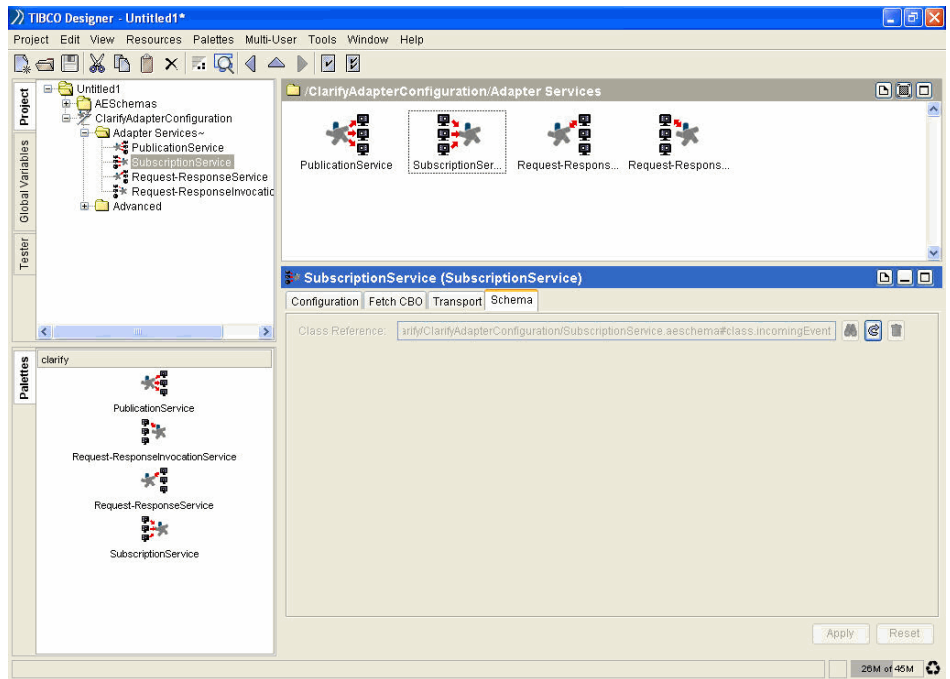 TIBCO Designer - Untitled1*
Project Edit View Resources Palettes Multi-User Tools Window Help
Project
Global Variables
Tester
Untitled1
AESchemas
ClarifyAdapterConfiguration
Adapter Services~
PublicationService
SubscriptionService
Request-ResponseService
Request-ResponseInvocatio
Advanced
/ClarifyAdapterConfiguration/Adapter Services
PublicationService SubscriptionSer... Request-Respons... Request-Respons...
SubscriptionService (SubscriptionService)
Configuration Fetch CBO Transport Schema
Class Reference: arify/ClarifyAdapterConfiguration/SubscriptionService.aeschema#class.incomingEvent
Palettes
clarify
PublicationService
Request-ResponseInvocationService
Request-ResponseService
SubscriptionService
Apply Reset
26M of 45M